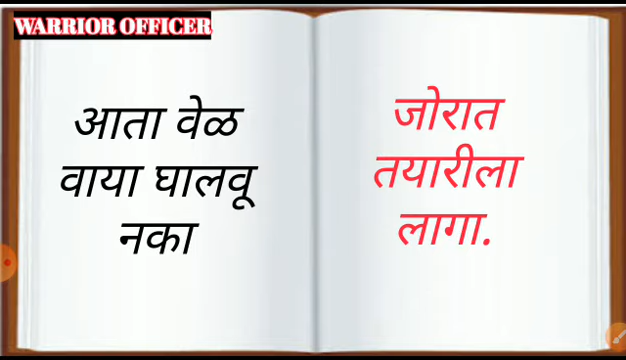 WARRIOR OFFICER
आता वेळ
वाया घालवू
नका
जोरात
तयारीला
लागा.